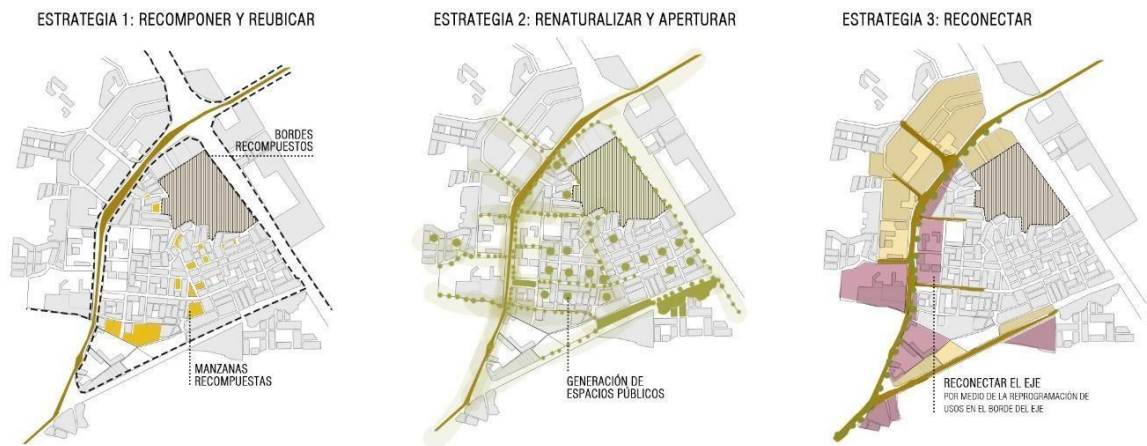 ESTRATEGIA 1: RECOMPONER Y REUBICAR
BORDES
RECOMPUESTOS
MANZANAS
RECOMPUESTAS
ESTRATEGIA 2: RENATURALIZAR Y APERTURAR
GENERACIÓN DE
ESPACIOS PÚBLICOS
ESTRATEGIA 3: RECONECTAR
RECONECTAR EL EJE
POR MEDIO DE LA REPROGRAMACIÓN DE
USOS EN EL BORDE DEL EJE